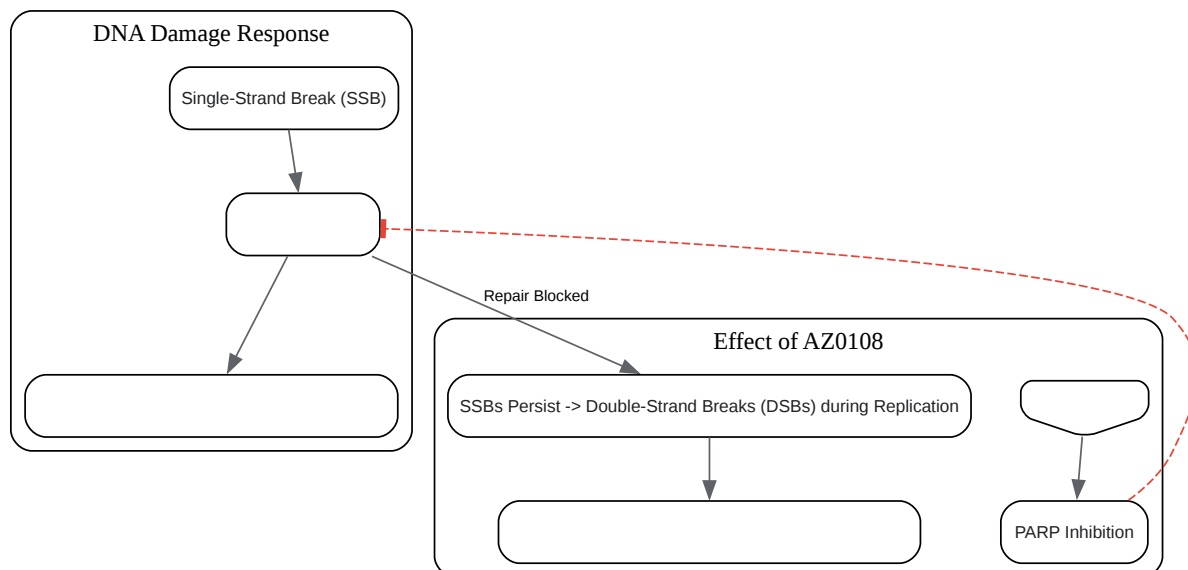 DNA Damage Response
Single-Strand Break (SSB)
Repair Blocked
Effect of AZ0108
SSBs Persist -> Double-Strand Breaks (DSBs) during Replication
PARP Inhibition